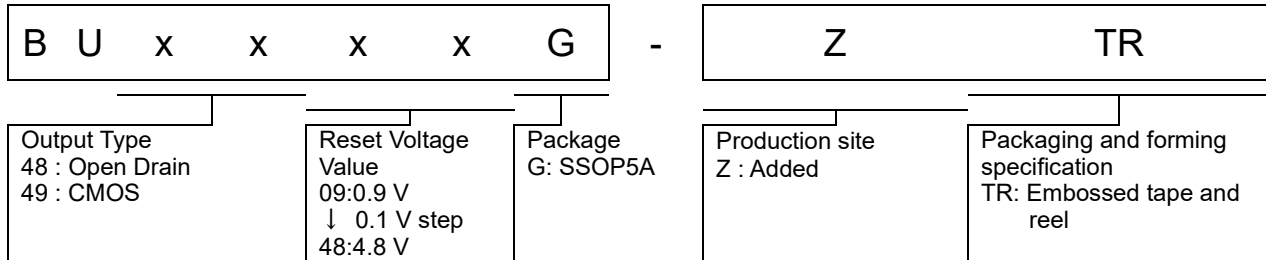 B U x x x x G - Z TR
Output Type
48 : Open Drain
49 : CMOS
Reset Voltage
Value
09:0.9 V
↓ 0.1 V step
48:4.8 V
Package
G: SSOP5A
Production site
Z : Added
Packaging and forming
specification
TR: Embossed tape and
reel